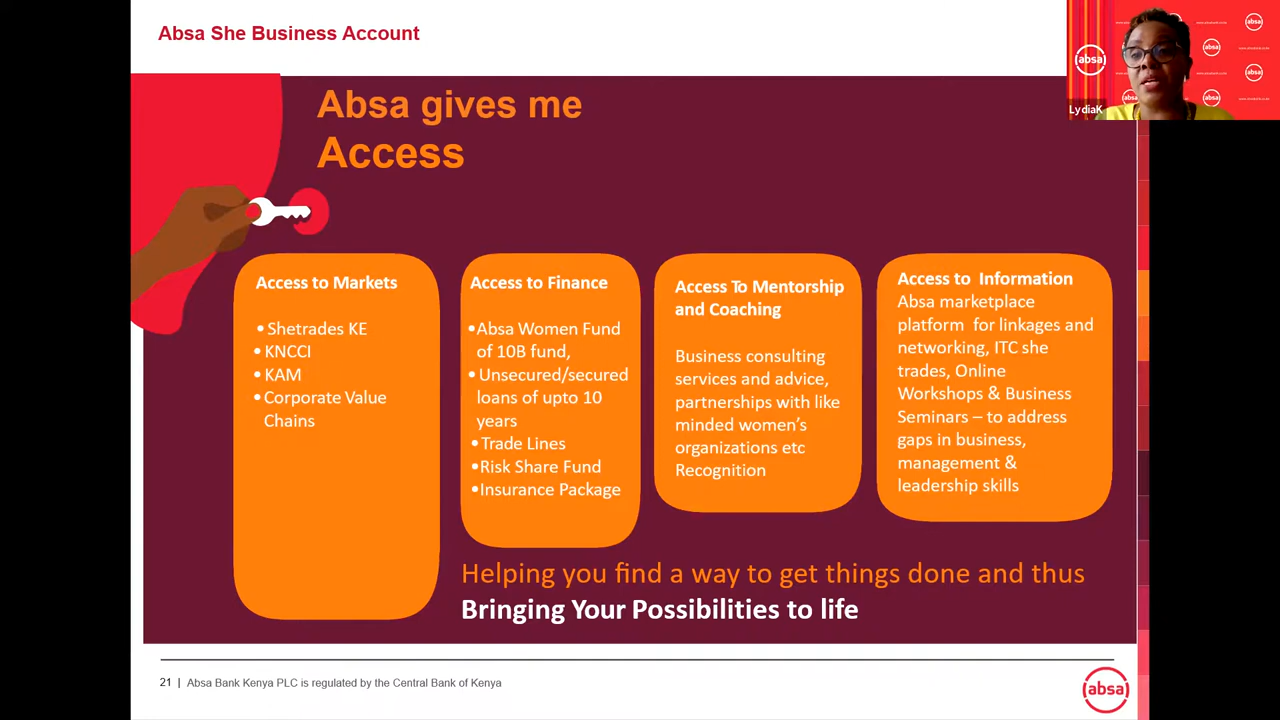 Absa She Business Account
absa
LydiaK
absa
absa
absa
absa
absa
Absa gives me
Access
Access to Markets
• Shetrades KE
• KNCCI
• KAM
• Corporate Value
Chains
Access to Finance
•Absa Women Fund
of 10B fund,
• Unsecured/secured
loans of upto 10
years
•Trade Lines
•Risk Share Fund
•Insurance Package
Access To Mentorship
and Coaching
Business consulting
services and advice,
partnerships with like
minded women's
organizations etc
Recognition
Access to Information
Absa marketplace
platform for linkages and
networking, ITC she
trades, Online
Workshops & Business
Seminars – to address
gaps in business,
management &
leadership skills
Helping you find a way to get things done and thus
Bringing Your Possibilities to life
21 | Absa Bank Kenya PLC is regulated by the Central Bank of Kenya
absa